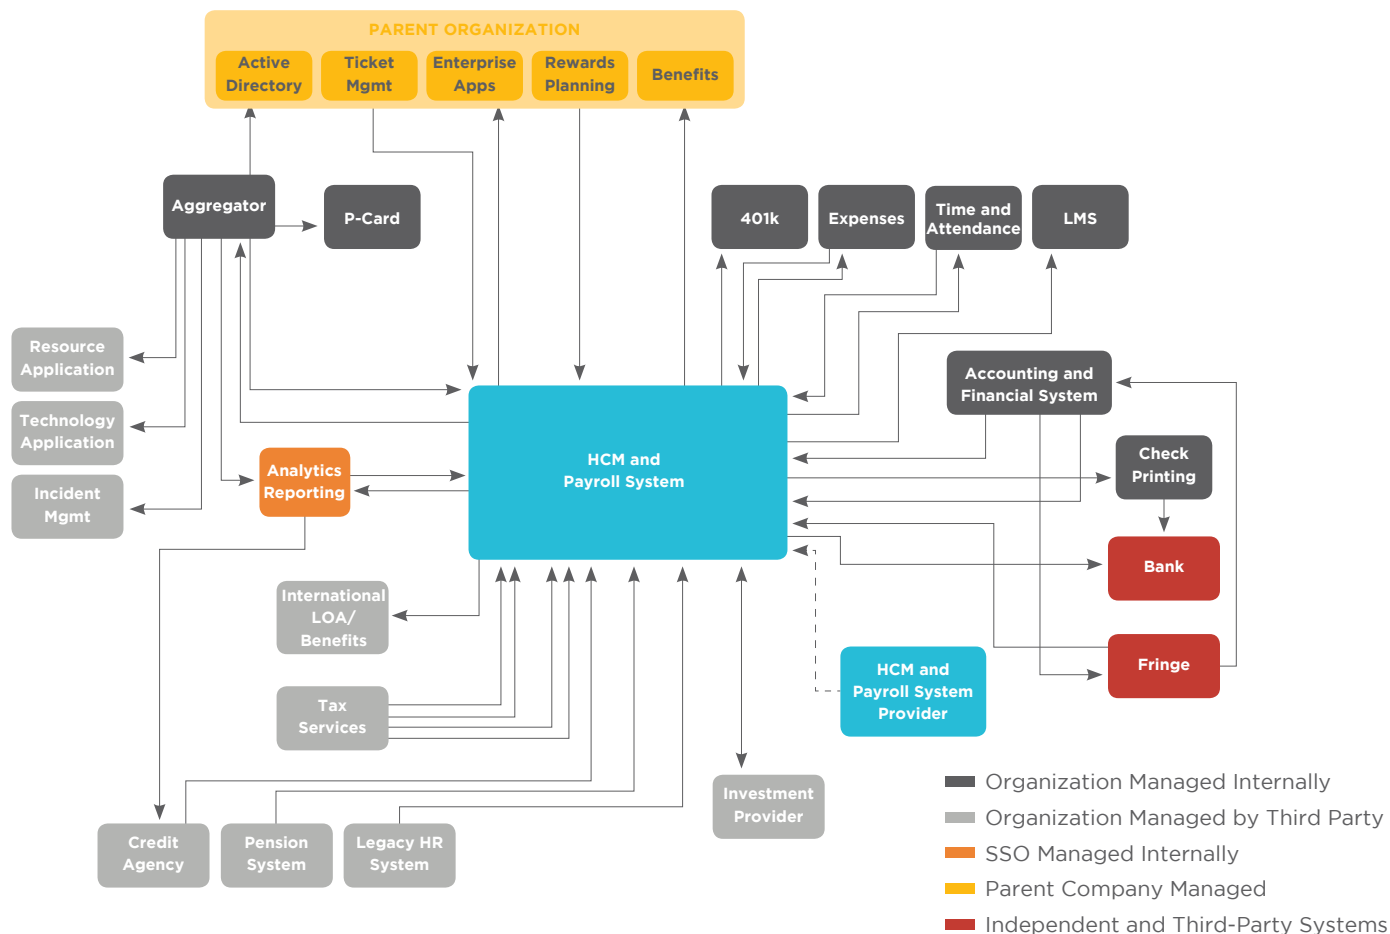 PARENT ORGANIZATION
Active
Directory
Ticket
Mgmt
Enterprise
Apps
Rewards
Planning
Benefits
Aggregator
P-Card
401k
Expenses
Time and
Attendance
LMS
Resource
Application
Technology
Application
Incident
Mgmt
Analytics
Reporting
HCM and
Payroll System
Accounting and
Financial System
Check
Printing
Bank
Fringe
International
LOA/
Benefits
Tax
Services
HCM and
Payroll System
Provider
Investment
Provider
Credit
Agency
Pension
System
Legacy HR
System
Organization Managed Internally
Organization Managed by Third Party
SSO Managed Internally
Parent Company Managed
Independent and Third-Party Systems